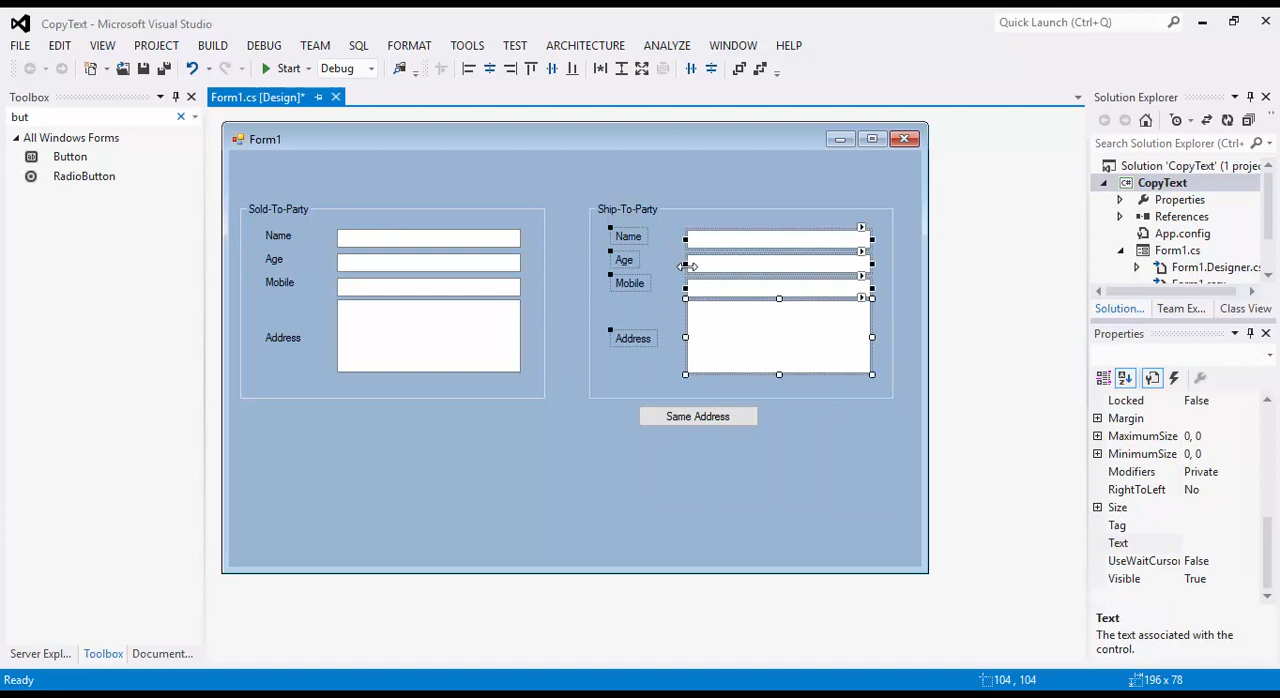 CopyText - Microsoft Visual Studio
Quick Launch (Ctrl+Q)
FILE EDIT VIEW PROJECT BUILD DEBUG TEAM SQL FORMAT TOOLS TEST ARCHITECTURE ANALYZE WINDOW HELP
Start Debug
Toolbox
but
All Windows Forms
Button
RadioButton
Server Expl... Toolbox Document...
Form1.cs [Design]*
Form1
Sold-To-Party
Name
Age
Mobile
Address
Ship-To-Party
Name
Age
Mobile
Address
Same Address
Solution Explorer
Search Solution Explorer (Ctrl+
Solution 'CopyText' (1 projec
CopyText
Properties
References
App.config
Form1.cs
Form1.Designer.cs
Solution... Team Ex... Class View
Properties
Locked False
Margin
MaximumSize 0, 0
MinimumSize 0, 0
Modifiers Private
RightToLeft No
Size
Tag
Text
UseWaitCursor False
Visible True
Text
The text associated with the
control.
Ready
104 , 104
196 x 78